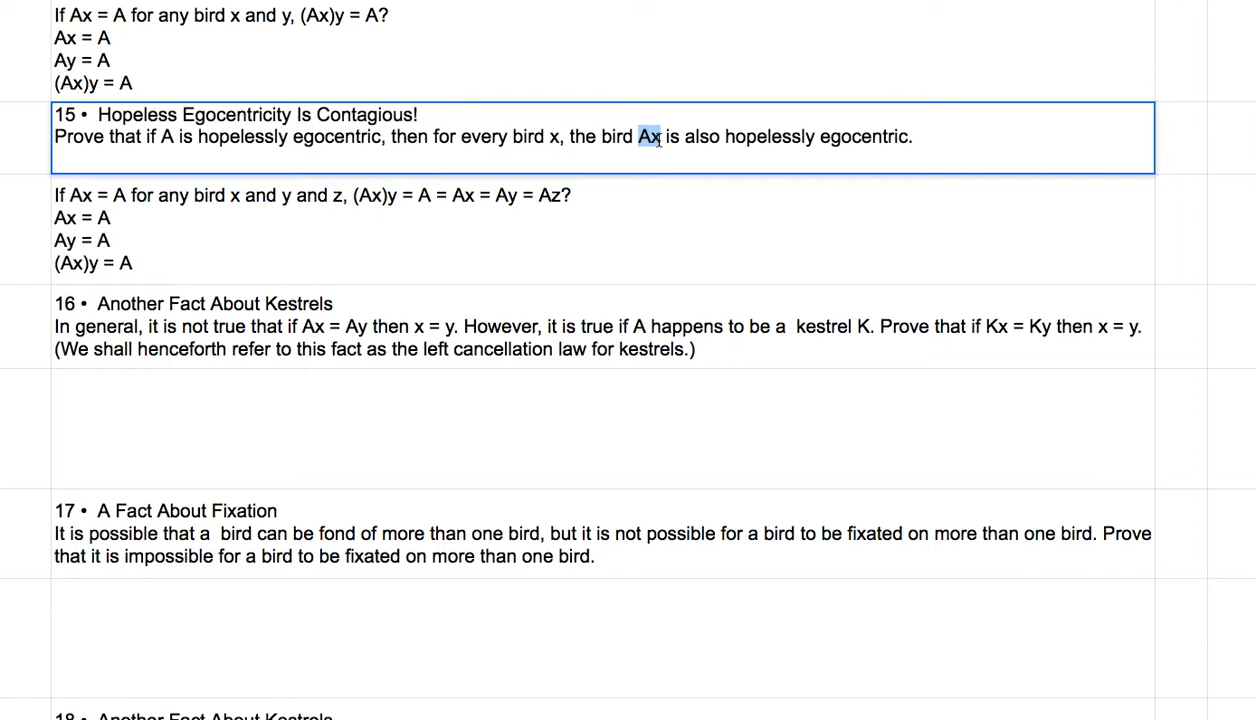 If Ax = A for any bird x and y, (Ax)y = A?
Ax = A
Ay = A
(Ax)y = A
15 •  Hopeless Egocentricity Is Contagious!
Prove that if A is hopelessly egocentric, then for every bird x, the bird Ax is also hopelessly egocentric.
If Ax = A for any bird x and y and z, (Ax)y = A = Ax = Ay = Az?
Ax = A
Ay = A
(Ax)y = A
16 •  Another Fact About Kestrels
In general, it is not true that if Ax = Ay then x = y. However, it is true if A happens to be a  kestrel K. Prove that if Kx = Ky then x = y.
(We shall henceforth refer to this fact as the left cancellation law for kestrels.)
17 •  A Fact About Fixation
It is possible that a  bird can be fond of more than one bird, but it is not possible for a bird to be fixated on more than one bird. Prove
that it is impossible for a bird to be fixated on more than one bird.
18 •  Another Fact About Kestrels